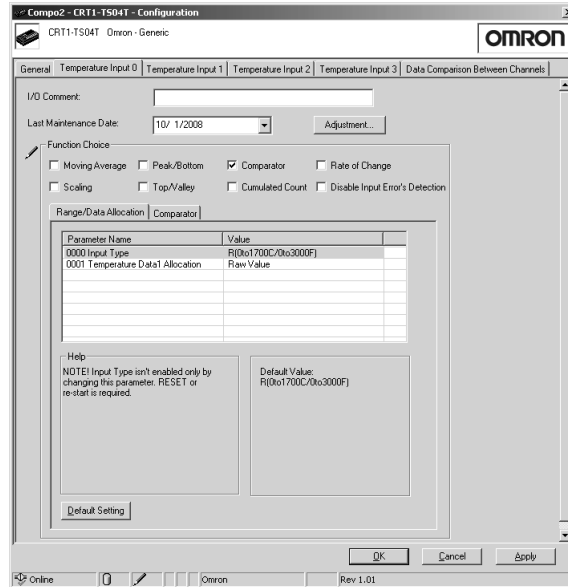 Compo2 - CRT1-TS04T - Configuration
CRT1-TS04T Omron - Generic
OMRON
General Temperature Input 0 Temperature Input 1 Temperature Input 2 Temperature Input 3 Data Comparison Between Channels
I/O Comment:
Last Maintenance Date: 10/ 1/2008 Adjustment...
Function Choice
Moving Average Peak/Bottom Comparator Rate of Change
Scaling Top/Valley Cumulated Count Disable Input Error's Detection
Range/Data Allocation Comparator
Parameter Name Value
0000 Input Type R(0to1700C/0to3000F)
0001 Temperature Data1 Allocation Raw Value
Help
NOTE! Input Type isn't enabled only by
changing this parameter. RESET or
re-start is required.
Default Value:
R(0to1700C/0to3000F)
Default Setting
OK Cancel Apply
Online Omron Rev 1.01